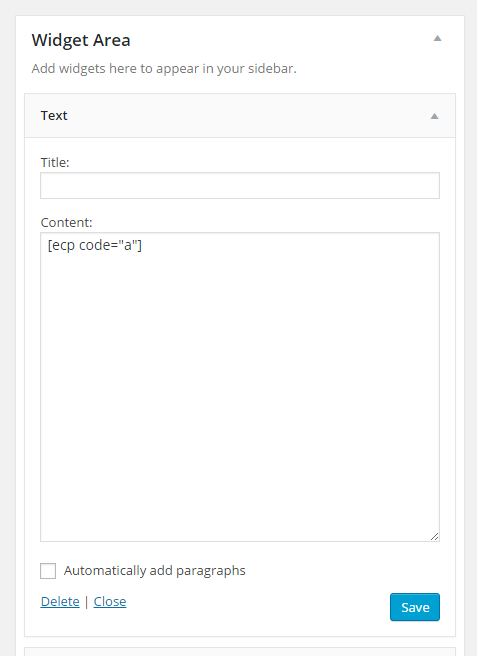 Widget Area
Add widgets here to appear in your sidebar.
Text
Title:
Content:
[ecp code="a"]
Automatically add paragraphs
Delete | Close
Save